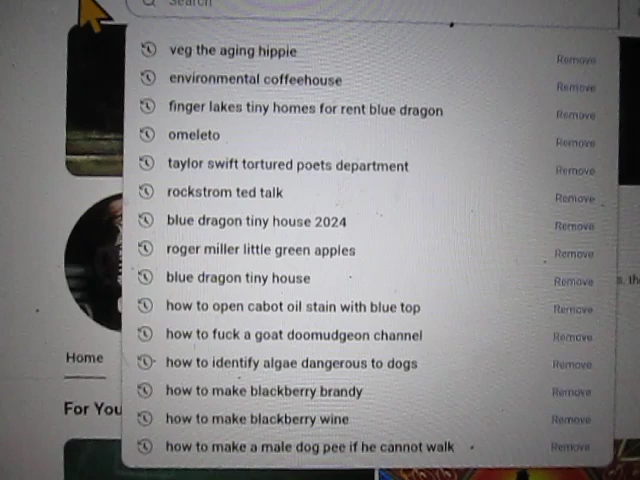 Search
veg the aging hippie Remove
environmental coffeehouse Remove
finger lakes tiny homes for rent blue dragon Remove
omeleto Remove
taylor swift tortured poets department Remove
rockstrom ted talk Remove
blue dragon tiny house 2024 Remove
roger miller little green apples Remove
blue dragon tiny house Remove
how to open cabot oil stain with blue top Remove
how to fuck a goat doomudgeon channel Remove
how to identify algae dangerous to dogs Remove
Home
how to make blackberry brandy Remove
For You
how to make blackberry wine Remove
how to make a male dog pee if he cannot walk Remove